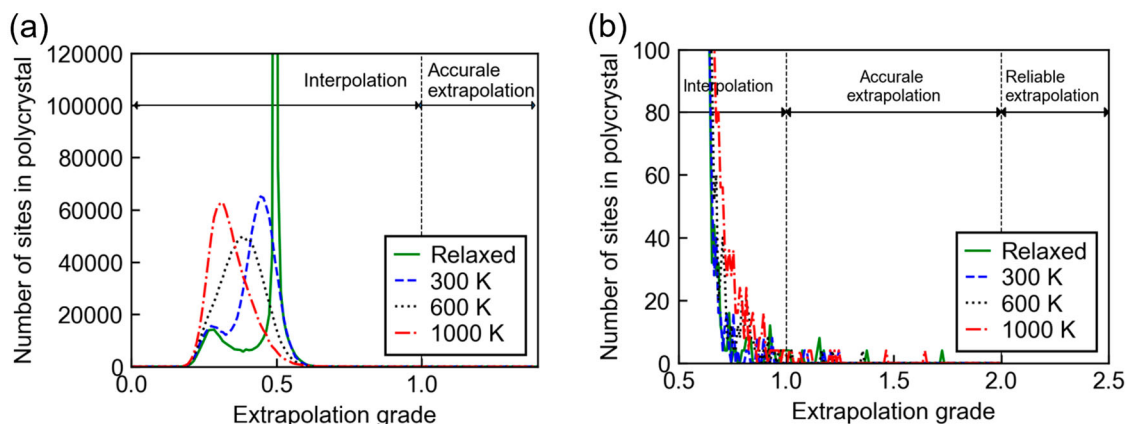 (a)
Number of sites in polycrystal
120000
100000
80000
60000
40000
20000
0
Interpolation
Accurale
extrapolation
Relaxed
300 K
600 K
1000 K
0.0
0.5
1.0
Extrapolation grade
(b)
Number of sites in polycrystal
100
80
60
40
20
0
Interpolation
Accurale
extrapolation
Reliable
extrapolation
Relaxed
300 K
600 K
1000 K
0.5
1.0
1.5
2.0
2.5
Extrapolation grade